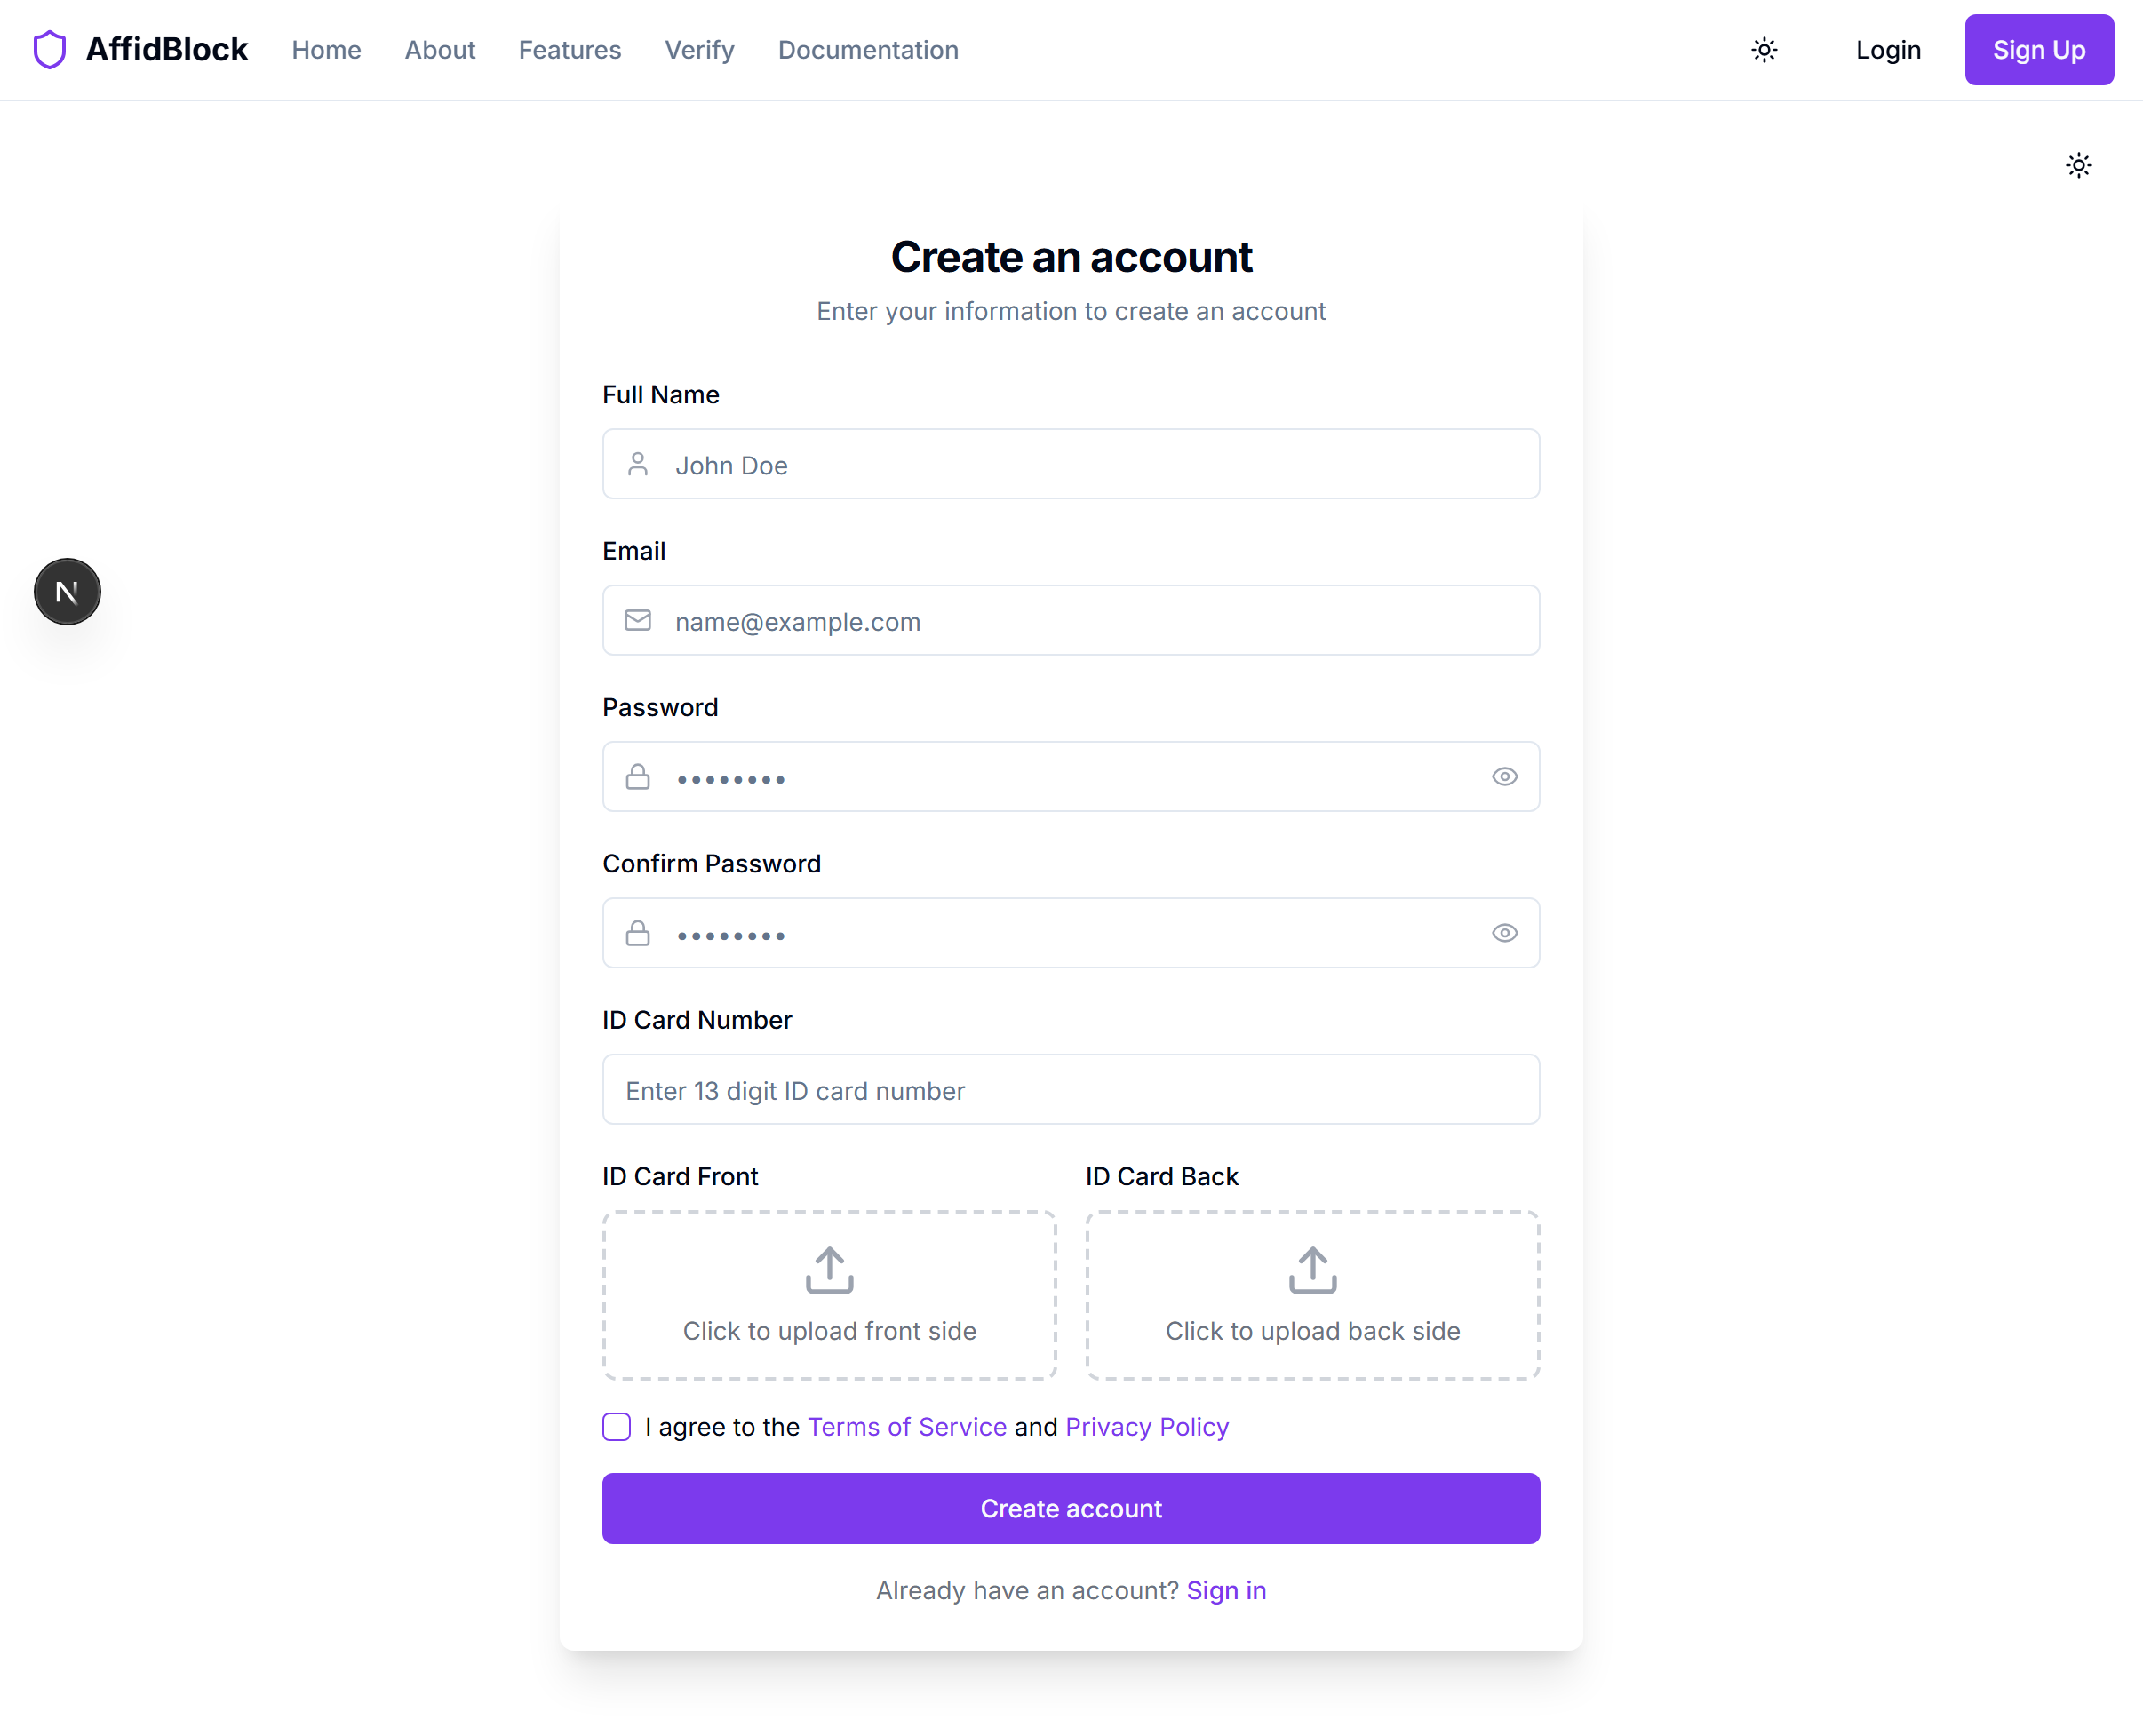 AffidBlock Home About Features Verify Documentation Login Sign Up
Create an account
Enter your information to create an account
Full Name
John Doe
Email
name@example.com
Password
••••••••
Confirm Password
••••••••
ID Card Number
Enter 13 digit ID card number
ID Card Front
Click to upload front side
ID Card Back
Click to upload back side
I agree to the Terms of Service and Privacy Policy
Create account
Already have an account? Sign in
N